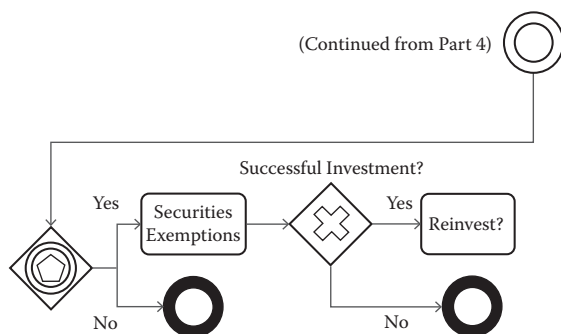 (Continued from Part 4)
Successful Investment?
Yes
Securities
Exemptions
Yes
Reinvest?
No
No